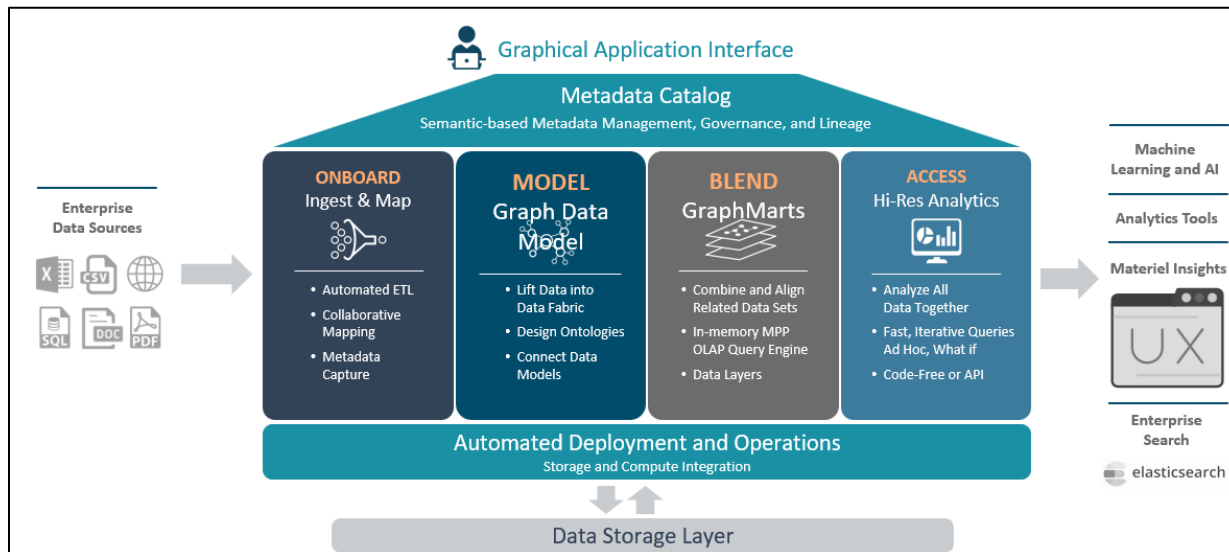 Graphical Application Interface
Metadata Catalog
Semantic-based Metadata Management, Governance, and Lineage
Enterprise
Data Sources
X
CSV
SQL
DOC
PDF
ONBOARD
Ingest & Map
• Automated ETL
• Collaborative
Mapping
• Metadata
Capture
MODEL
Graph Data
Model
• Lift Data into
Data Fabric
• Design Ontologies
• Connect Data
Models
BLEND
GraphMarts
• Combine and Align
Related Data Sets
• In-memory MPP
OLAP Query Engine
• Data Layers
ACCESS
Hi-Res Analytics
• Analyze All
Data Together
• Fast, Iterative Queries
Ad Hoc, What if
• Code-Free or API
Machine
Learning and AI
Analytics Tools
Materiel Insights
UX
Enterprise
Search
elasticsearch
Automated Deployment and Operations
Storage and Compute Integration
Data Storage Layer